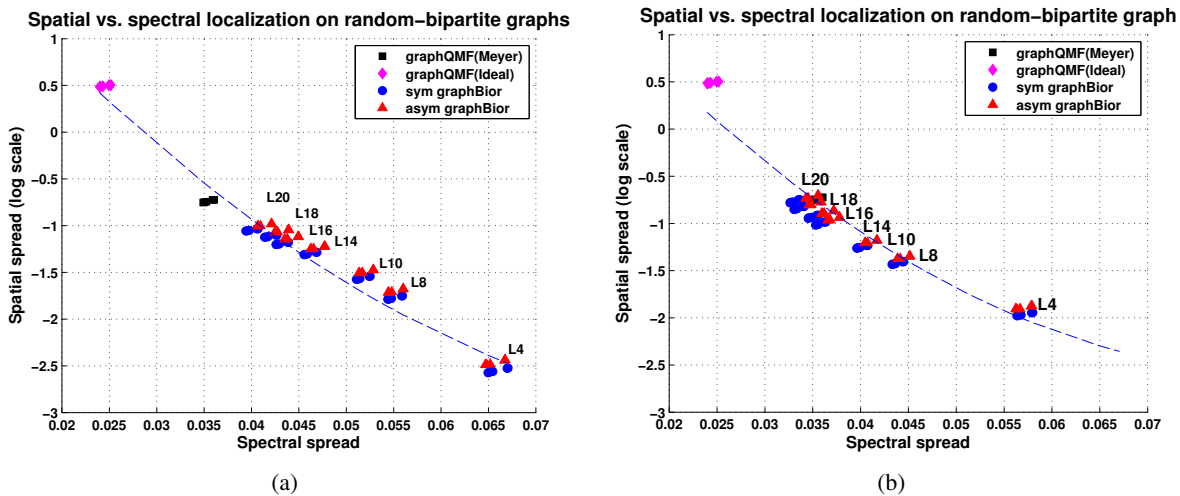 Spatial vs. spectral localization on random−bipartite graphs
1
0.5
0
−0.5
−1
−1.5
−2
−2.5
−3
Spatial spread (log scale)
graphQMF(Meyer)
graphQMF(Ideal)
sym graphBior
asym graphBior
L20
L18
L16
L14
L10
L8
L4
0.02 0.025 0.03 0.035 0.04 0.045 0.05 0.055 0.06 0.065 0.07
Spectral spread
(a)
Spatial vs. spectral localization on random−bipartite graph
1
0.5
0
−0.5
−1
−1.5
−2
−2.5
−3
Spatial spread (log scale)
graphQMF(Meyer)
graphQMF(Ideal)
sym graphBior
asym graphBior
L20
L18
L16
L14
L10
L8
L4
0.02 0.025 0.03 0.035 0.04 0.045 0.05 0.055 0.06 0.065 0.07
Spectral spread
(b)